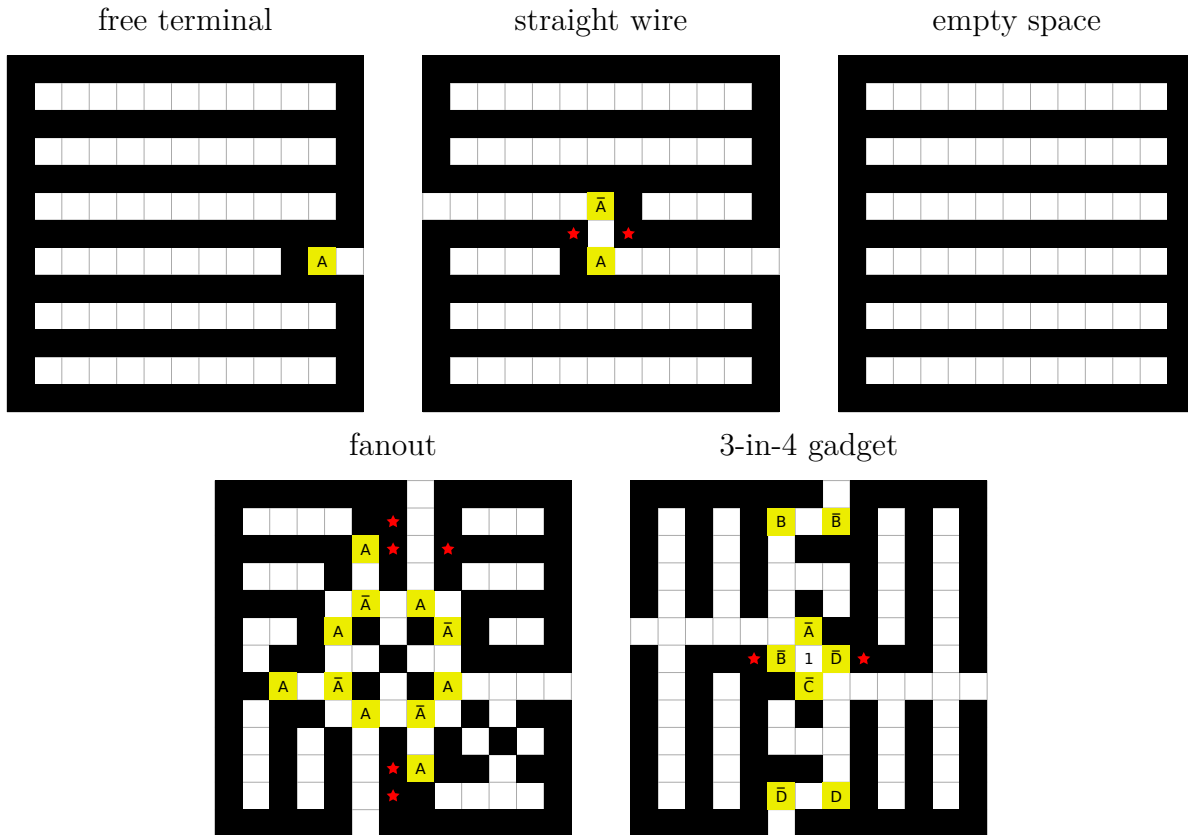 free terminal straight wire empty space
Ā
A A
fanout 3-in-4 gadget
B B̄
A
Ā A
A Ā Ā
B̄ 1 D̄
A Ā A C̄
A Ā
A
D̄ D